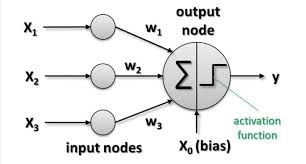 output
node
X1
w1
X2
w2
Σ
y
X3
w3
input nodes
X0 (bias)
activation
function